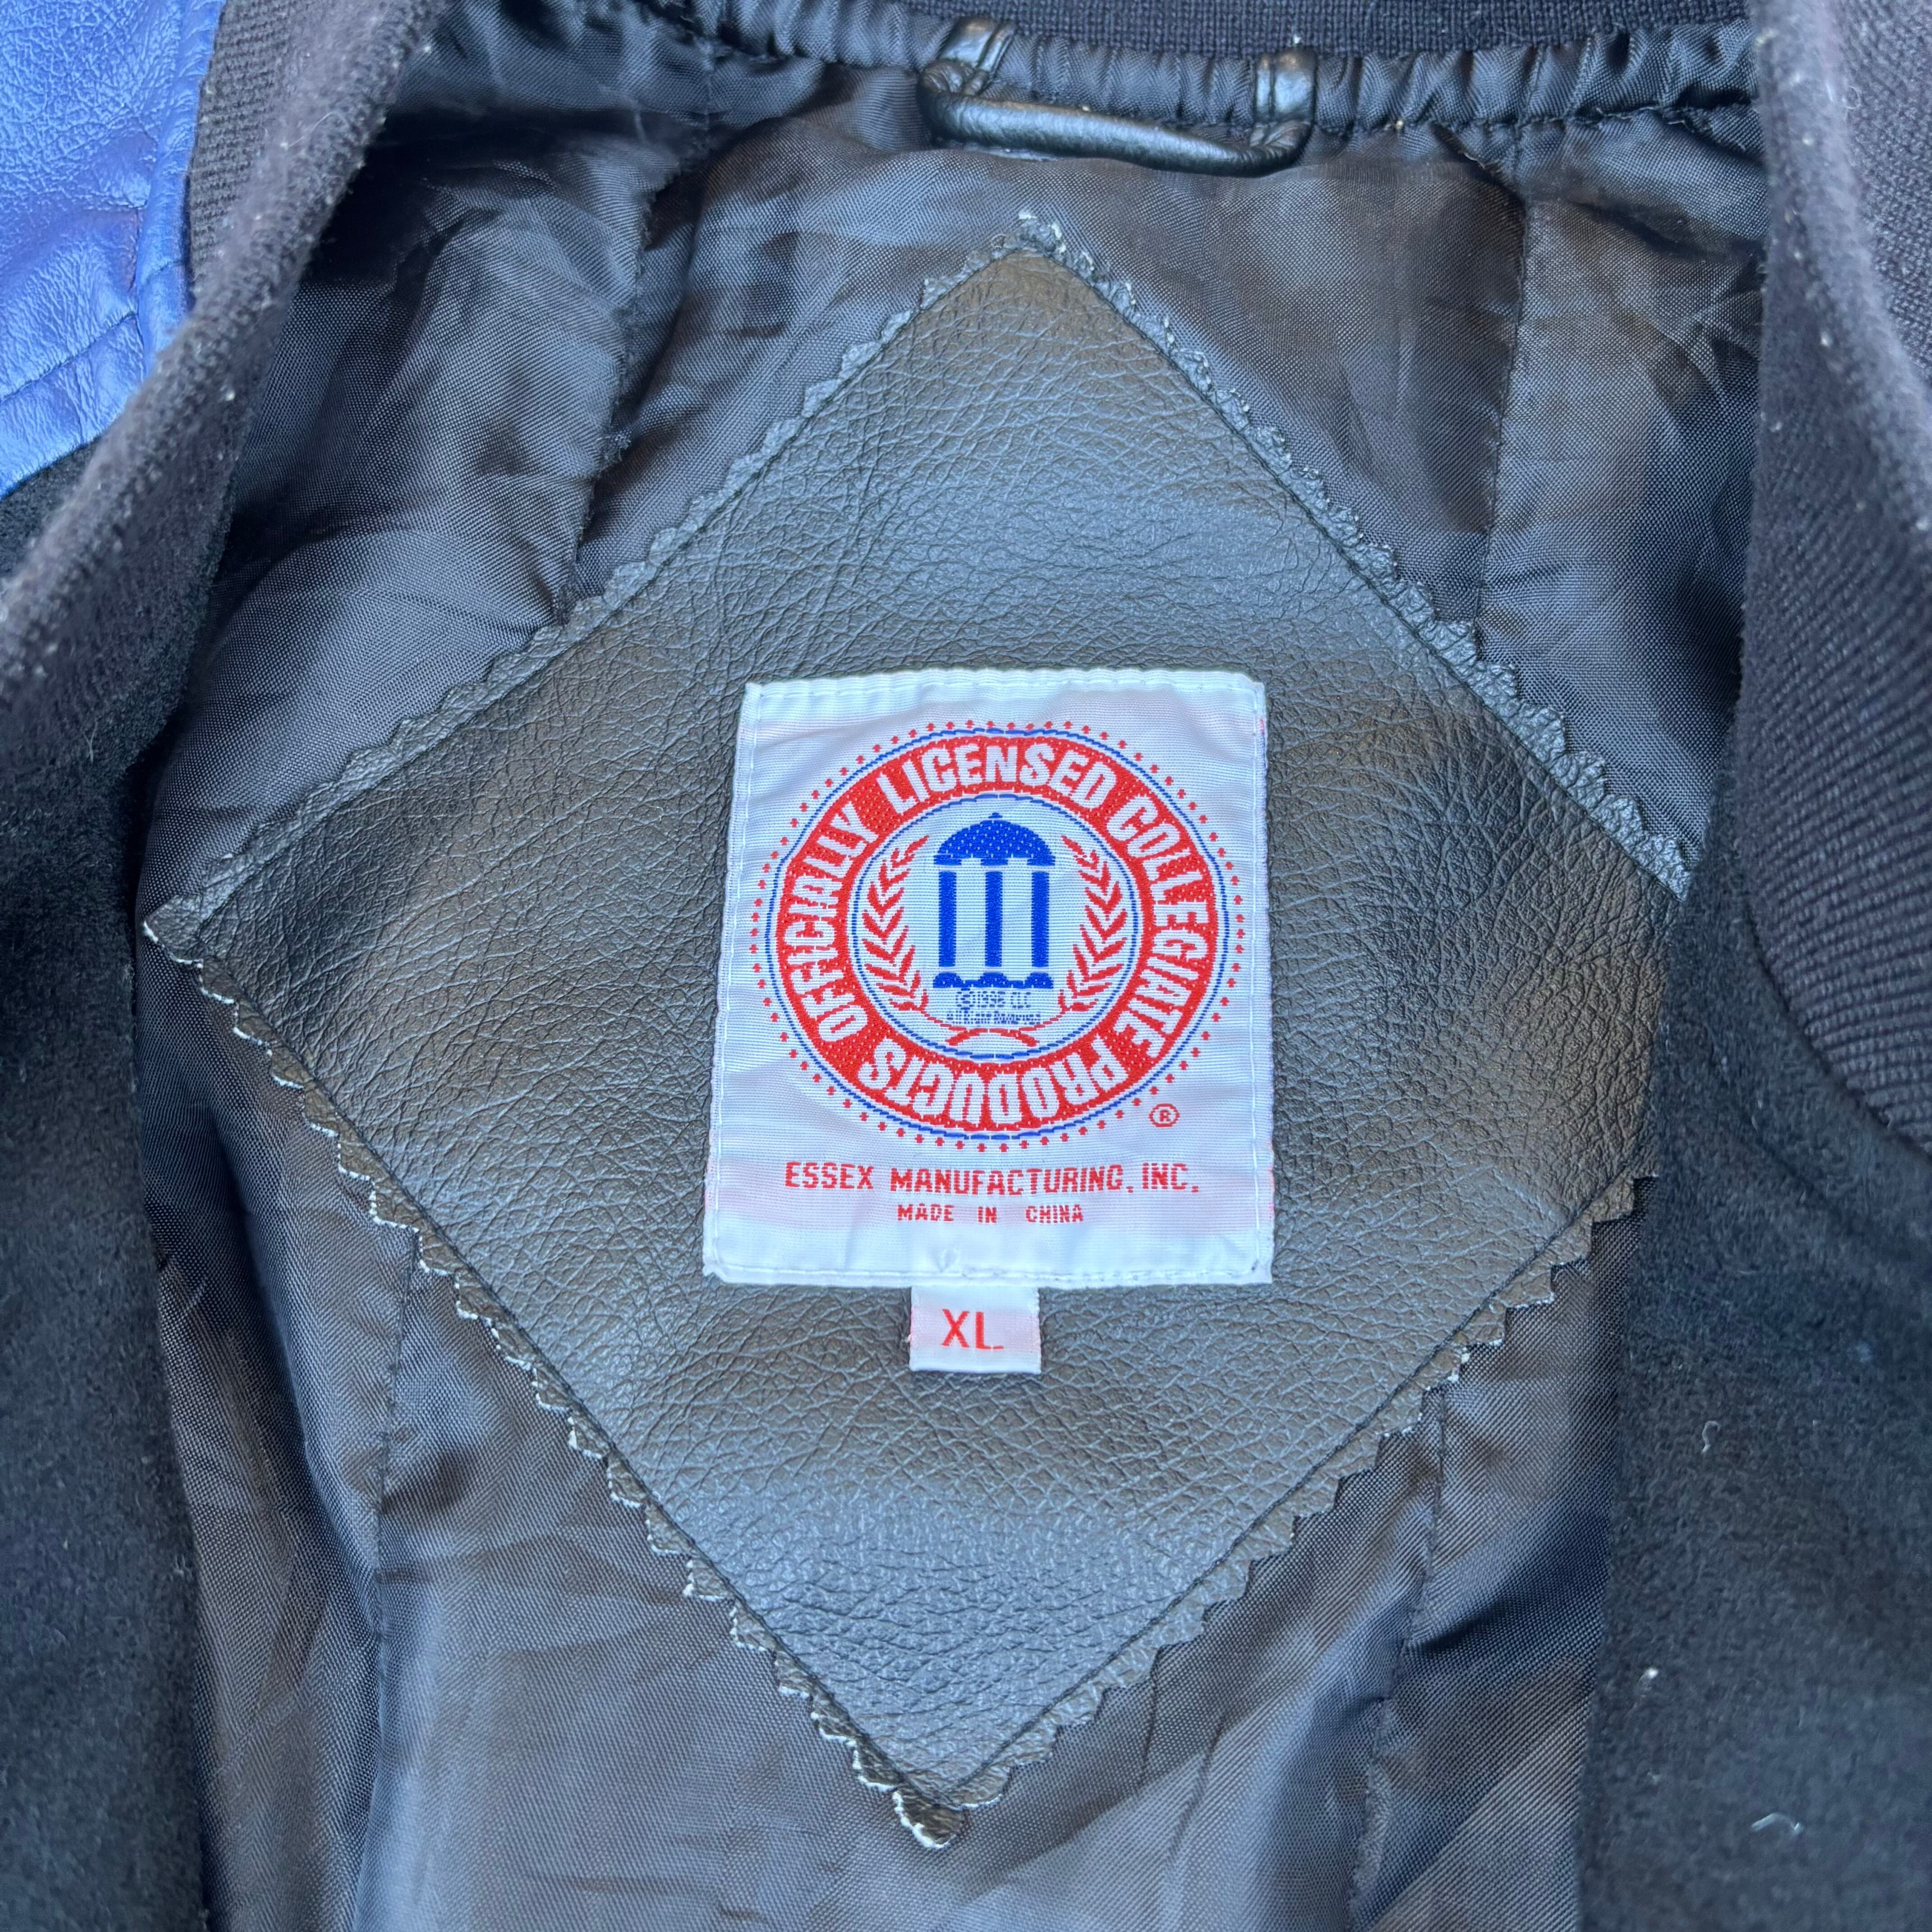 OFFICIALLY LICENSED COLLEGIATE PRODUCTS
®
ESSEX MANUFACTURING, INC.
MADE IN CHINA
XL